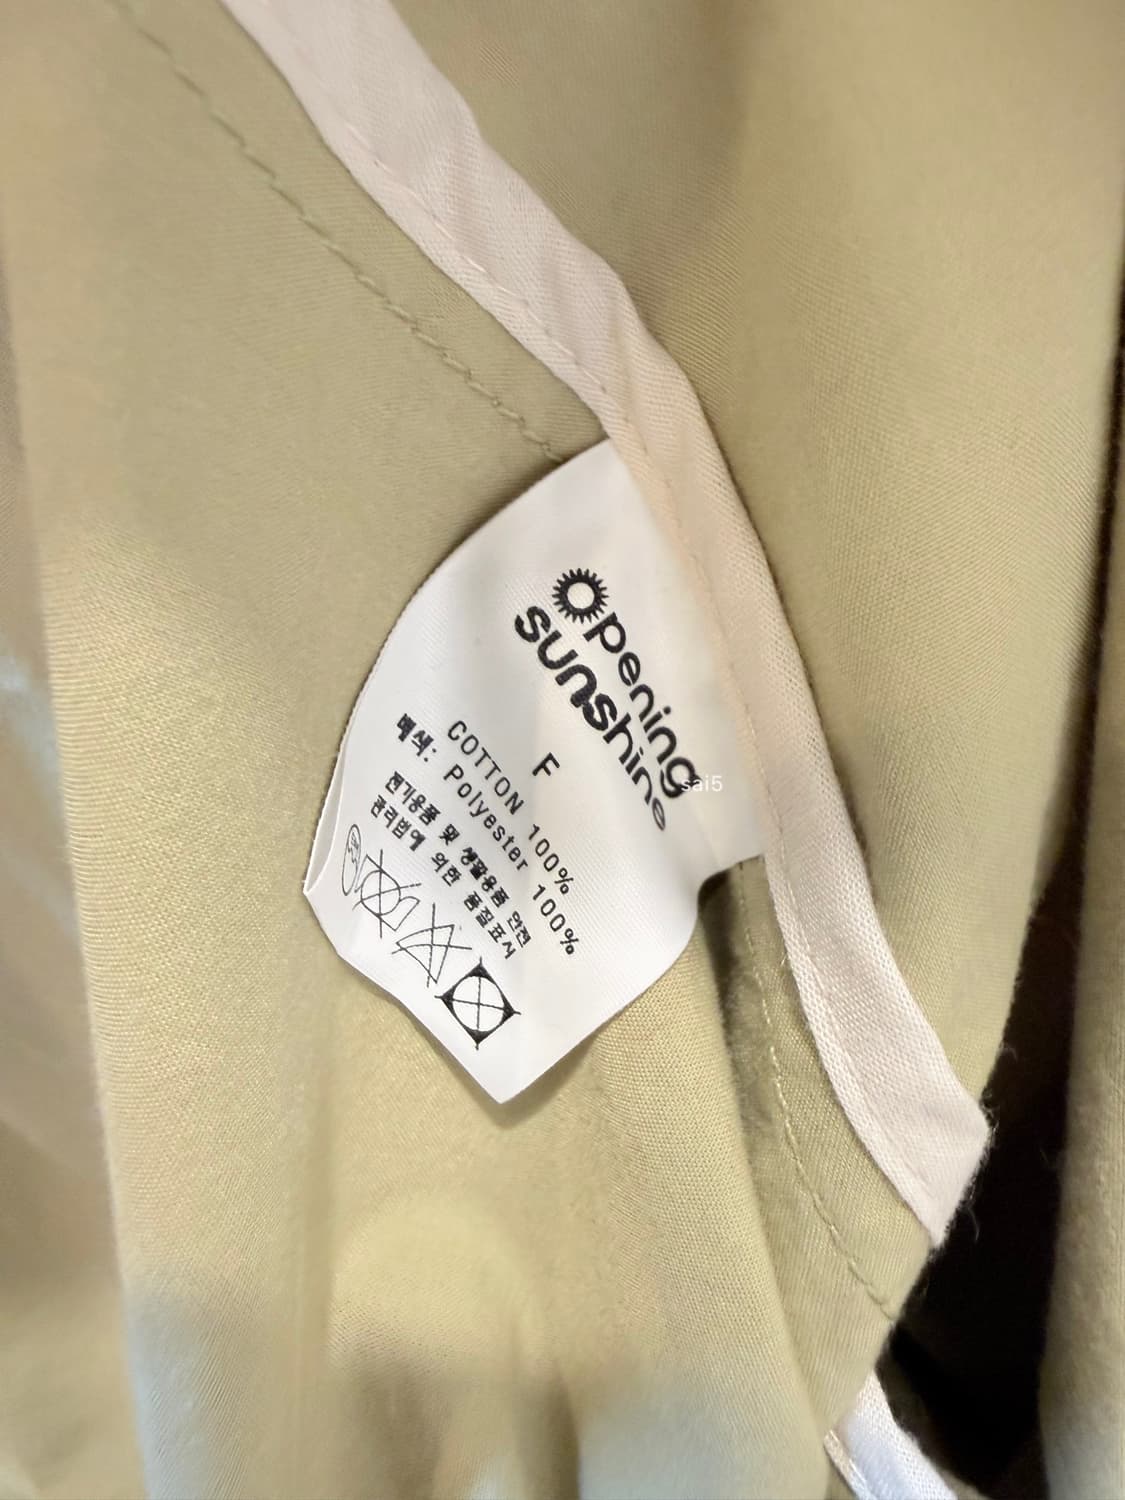 Opening
sunshine
F
COTTON 100%
배색: Polyester 100%
전기용품 및 생활용품 안전
관리법에 의한 품질표시
sai5